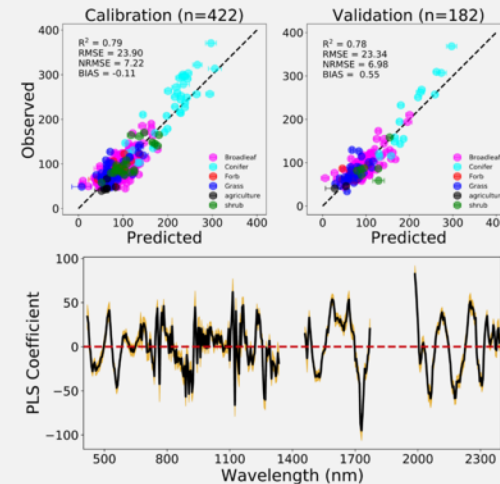 Calibration (n=422)
R² = 0.79
RMSE = 23.90
NRMSE = 7.22
BIAS = -0.11
Broadleaf
Conifer
Forb
Grass
agriculture
shrub
400
300
200
100
0
0 100 200 300 400
Observed
Predicted
Validation (n=182)
R² = 0.78
RMSE = 23.34
NRMSE = 6.98
BIAS = 0.55
Broadleaf
Conifer
Forb
Grass
agriculture
shrub
400
300
200
100
0
0 100 200 300 400
Predicted
100
50
0
−50
−100
PLS Coefficient
500 800 1100 1400 1700 2000 2300
Wavelength (nm)